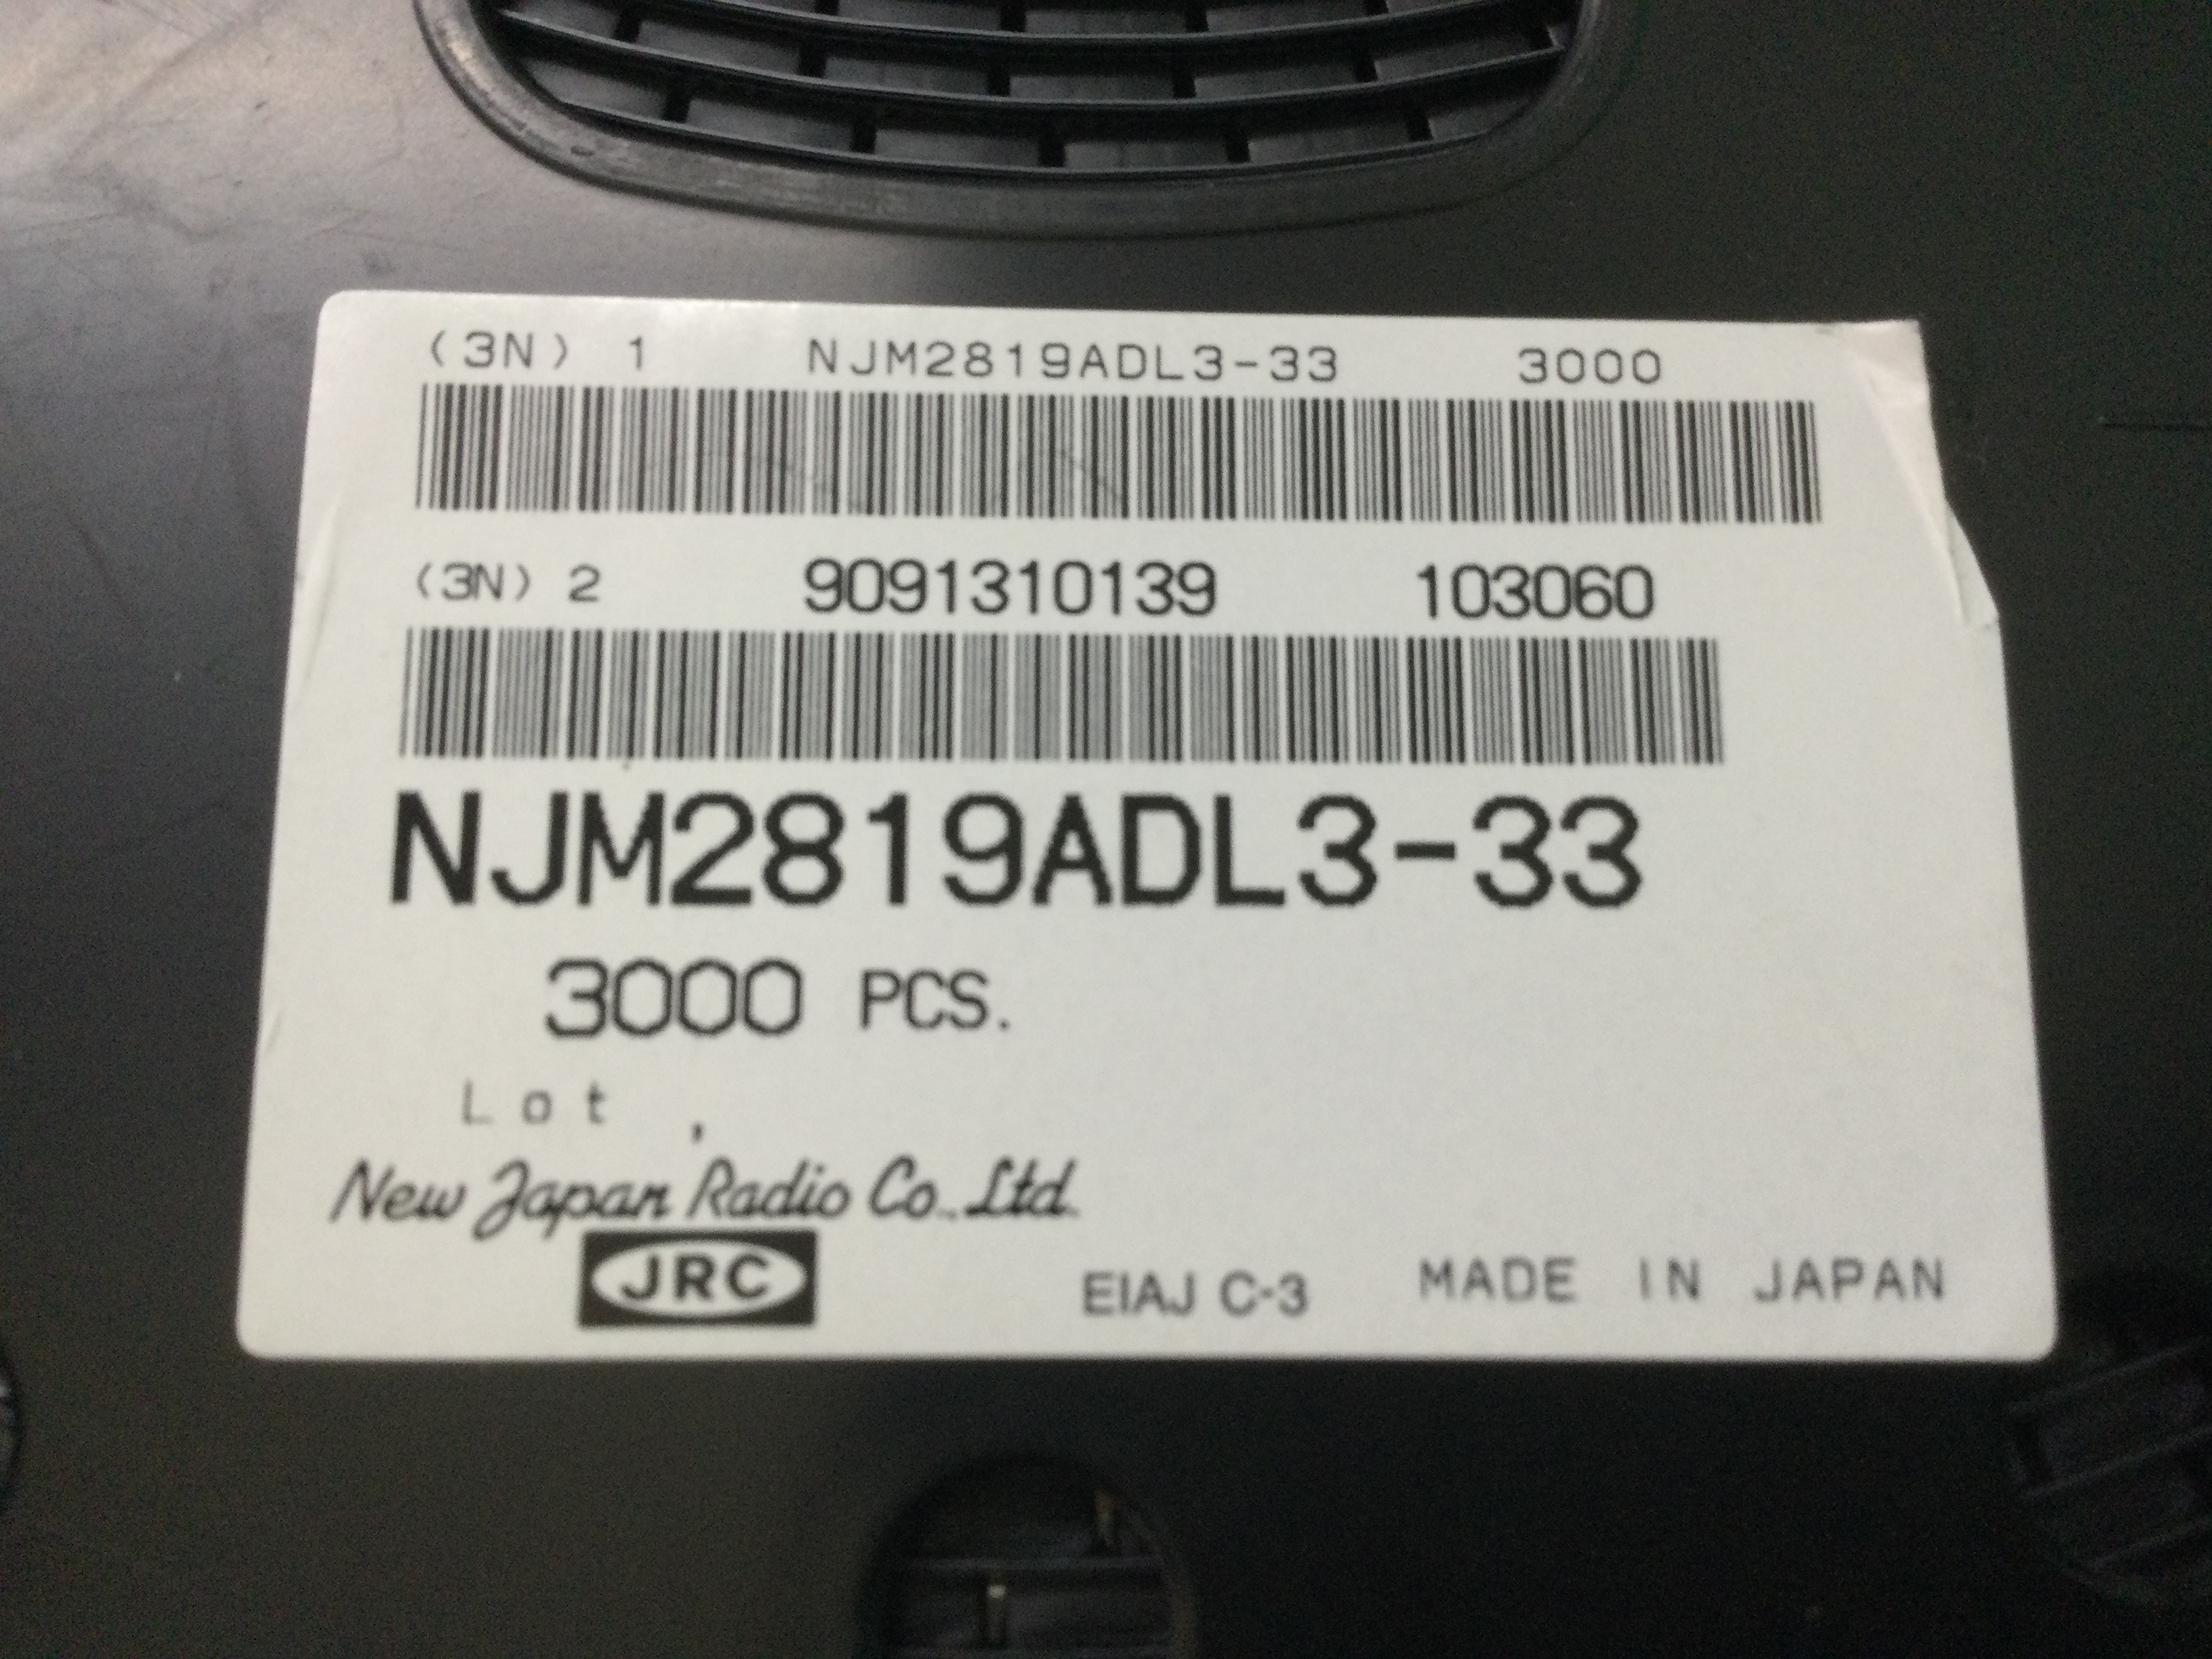 (3N) 1 NJM2819ADL3-33 3000
(3N) 2 9091310139 103060
NJM2819ADL3-33
3000 PCS.
Lot ,
New Japan Radio Co.,Ltd.
JRC
EIAJ C-3 MADE IN JAPAN